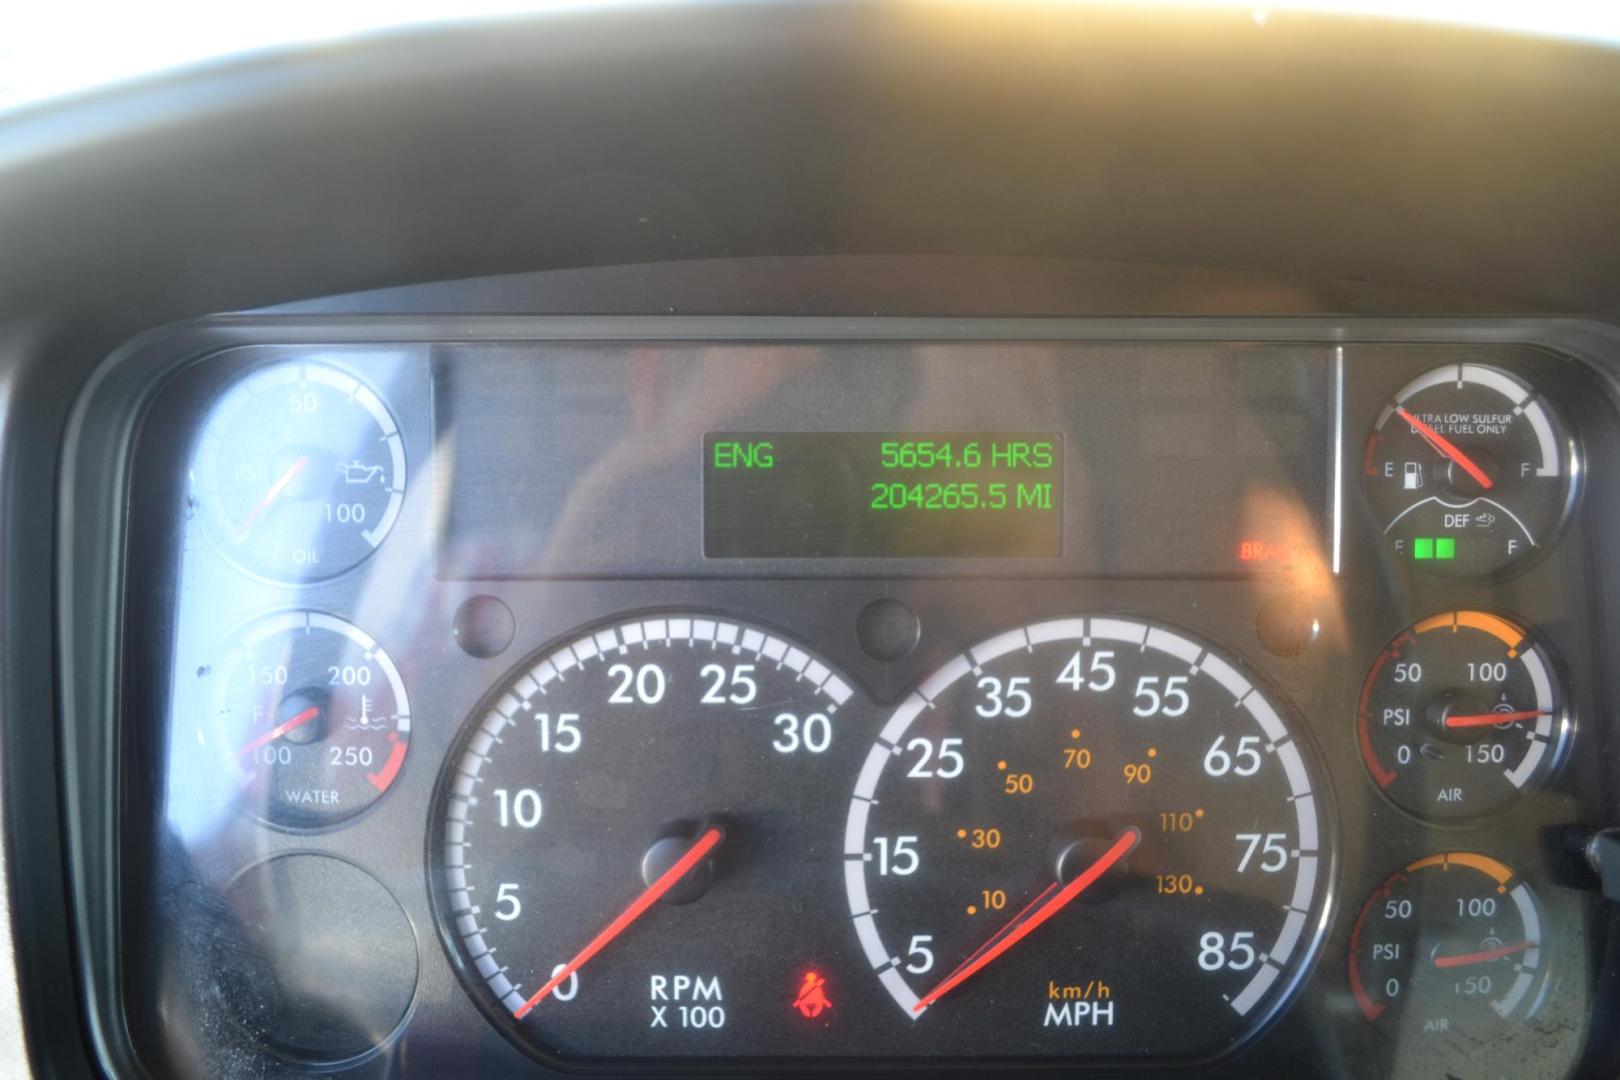 50
PSI
100
OIL
ENG 5654.6 HRS
204265.5 MI
ULTRA LOW SULFUR
DIESEL FUEL ONLY
E F
DEF
E F
150 200
F
100 250
WATER
0 5 10 15 20 25 30
RPM
X 100
5 15 25 35 45 55 65 75 85
10 30 50 70 90 110 130
km/h
MPH
50 100
PSI
0 150
AIR
50 100
PSI
0 150
AIR